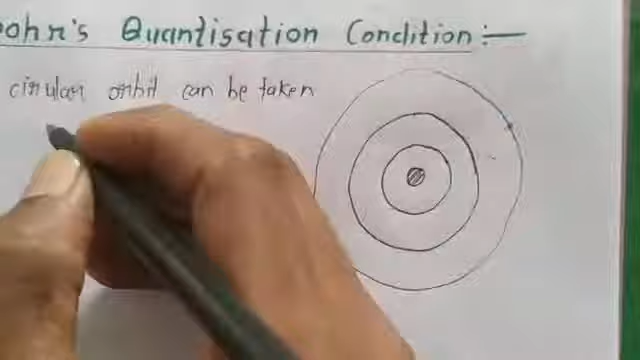 ohr's Quantisation Condition :-
circular orbit can be taken